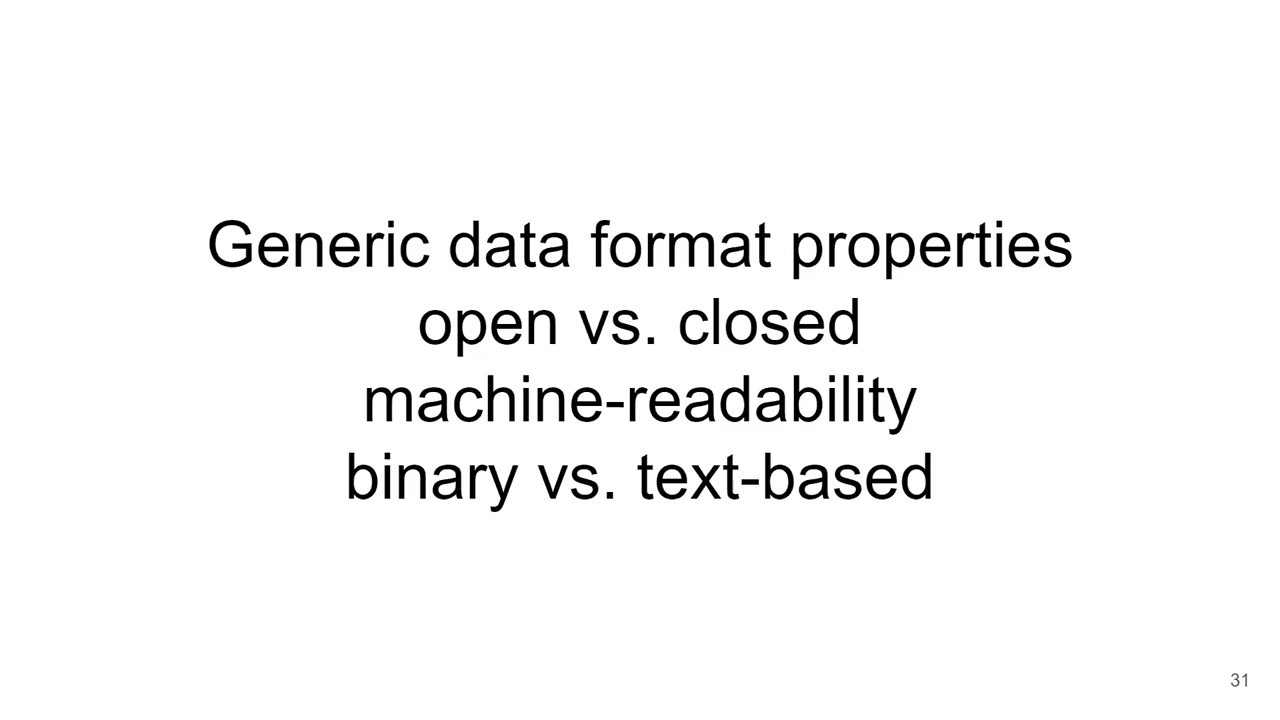 Generic data format properties
open vs. closed
machine-readability
binary vs. text-based
31